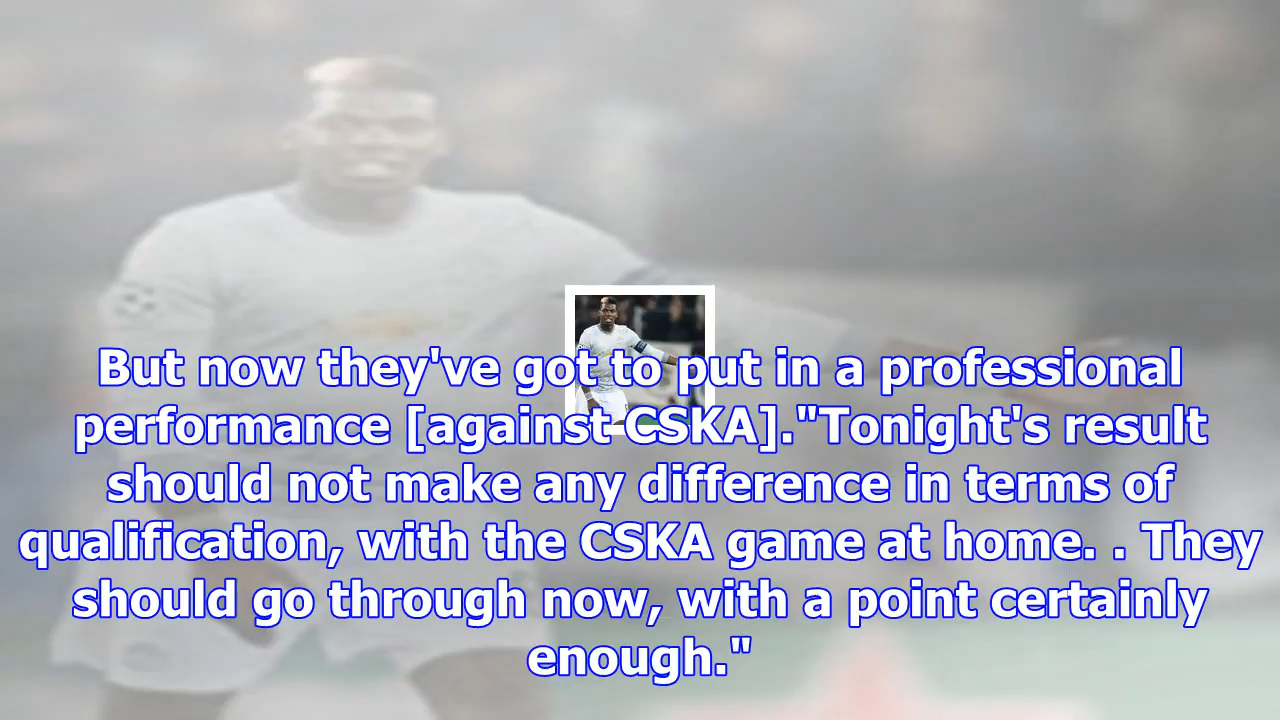 But now they've got to put in a professional
performance [against CSKA]."Tonight's result
should not make any difference in terms of
qualification, with the CSKA game at home. . They
should go through now, with a point certainly
enough."